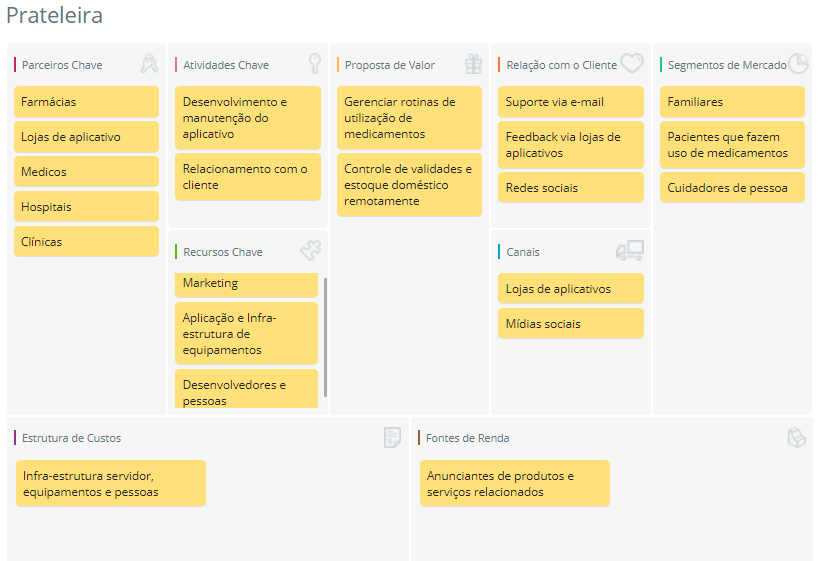 Prateleira
Parceiros Chave
Farmácias
Lojas de aplicativo
Medicos
Hospitais
Clínicas
Atividades Chave
Desenvolvimento e
manutenção do
aplicativo
Relacionamento com o
cliente
Recursos Chave
Marketing
Aplicação e Infra-
estrutura de
equipamentos
Desenvolvedores e
pessoas
Proposta de Valor
Gerenciar rotinas de
utilização de
medicamentos
Controle de validades e
estoque doméstico
remotamente
Relação com o Cliente
Suporte via e-mail
Feedback via lojas de
aplicativos
Redes sociais
Canais
Lojas de aplicativos
Mídias sociais
Segmentos de Mercado
Familiares
Pacientes que fazem
uso de medicamentos
Cuidadores de pessoa
Estrutura de Custos
Infra-estrutura servidor,
equipamentos e pessoas
Fontes de Renda
Anunciantes de produtos e
serviços relacionados